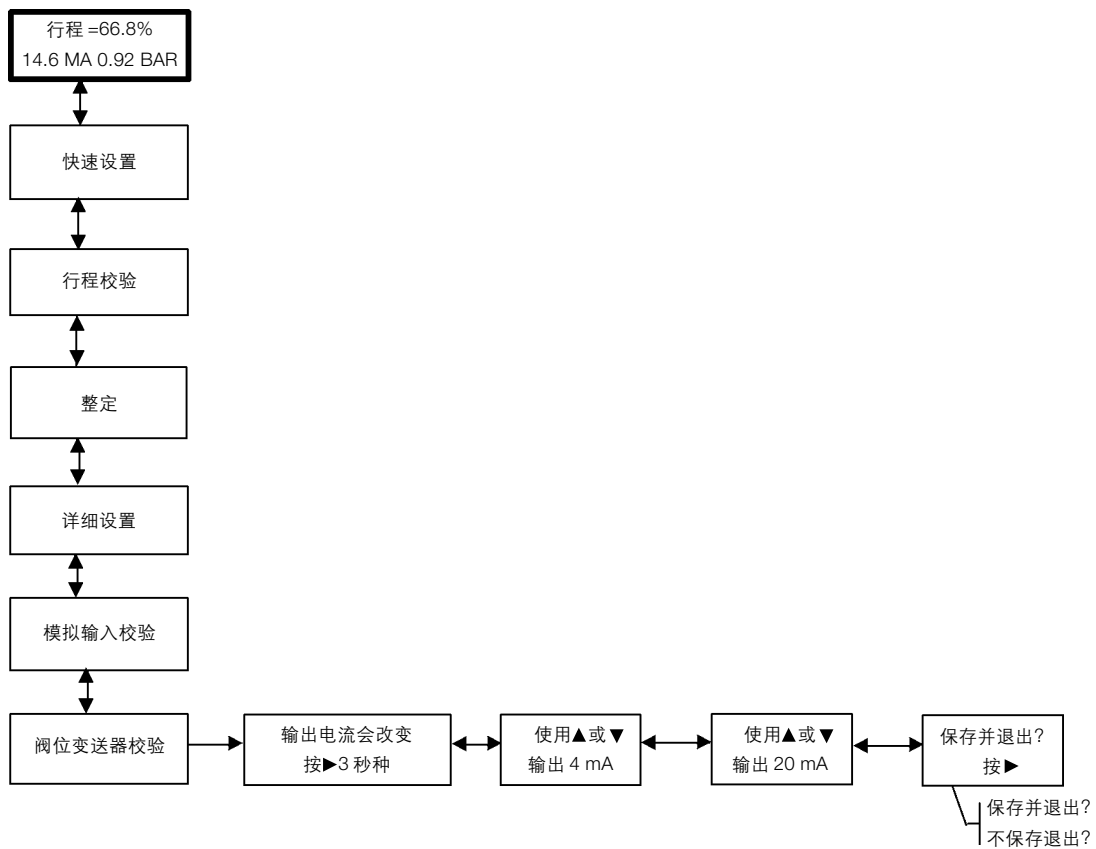 行程 =66.8%
14.6 MA 0.92 BAR
快速设置
行程校验
整定
详细设置
模拟输入校验
阀位变送器校验
输出电流会改变
按▶3 秒种
使用▲或▼
输出 4 mA
使用▲或▼
输出 20 mA
保存并退出?
按▶
保存并退出?
不保存退出?